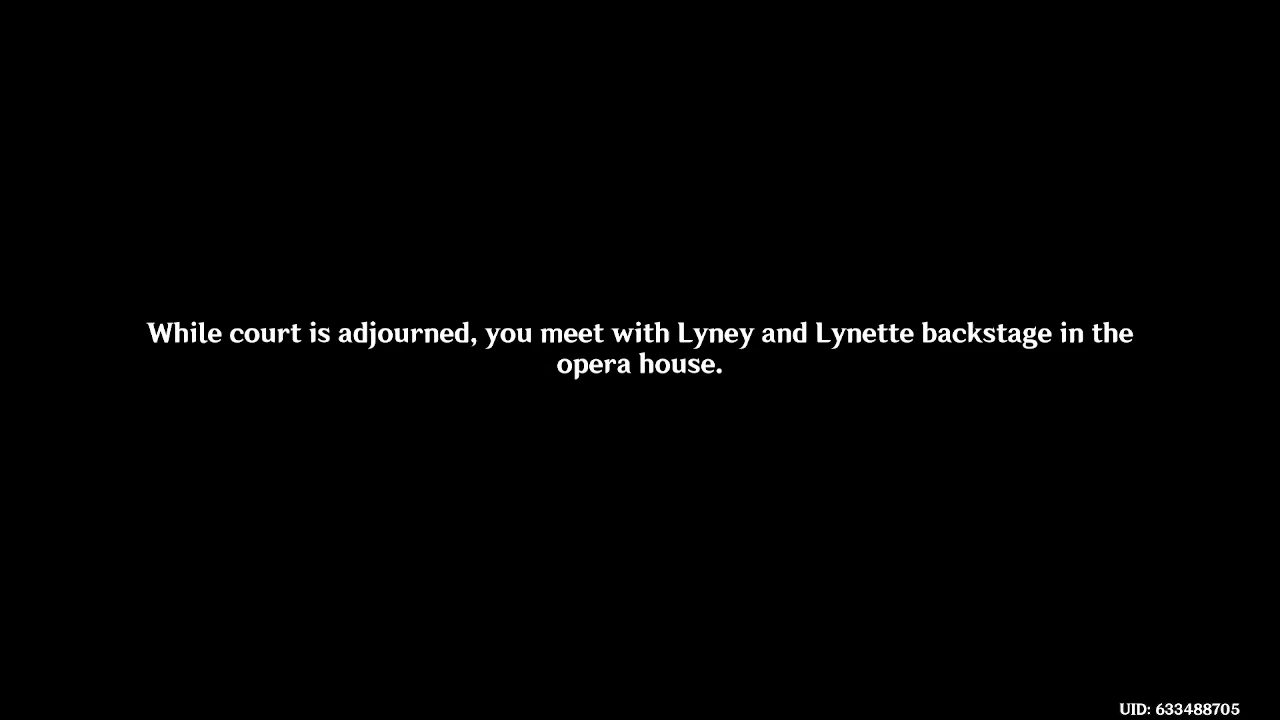 While court is adjourned, you meet with Lyney and Lynette backstage in the
opera house.
UID: 633488705